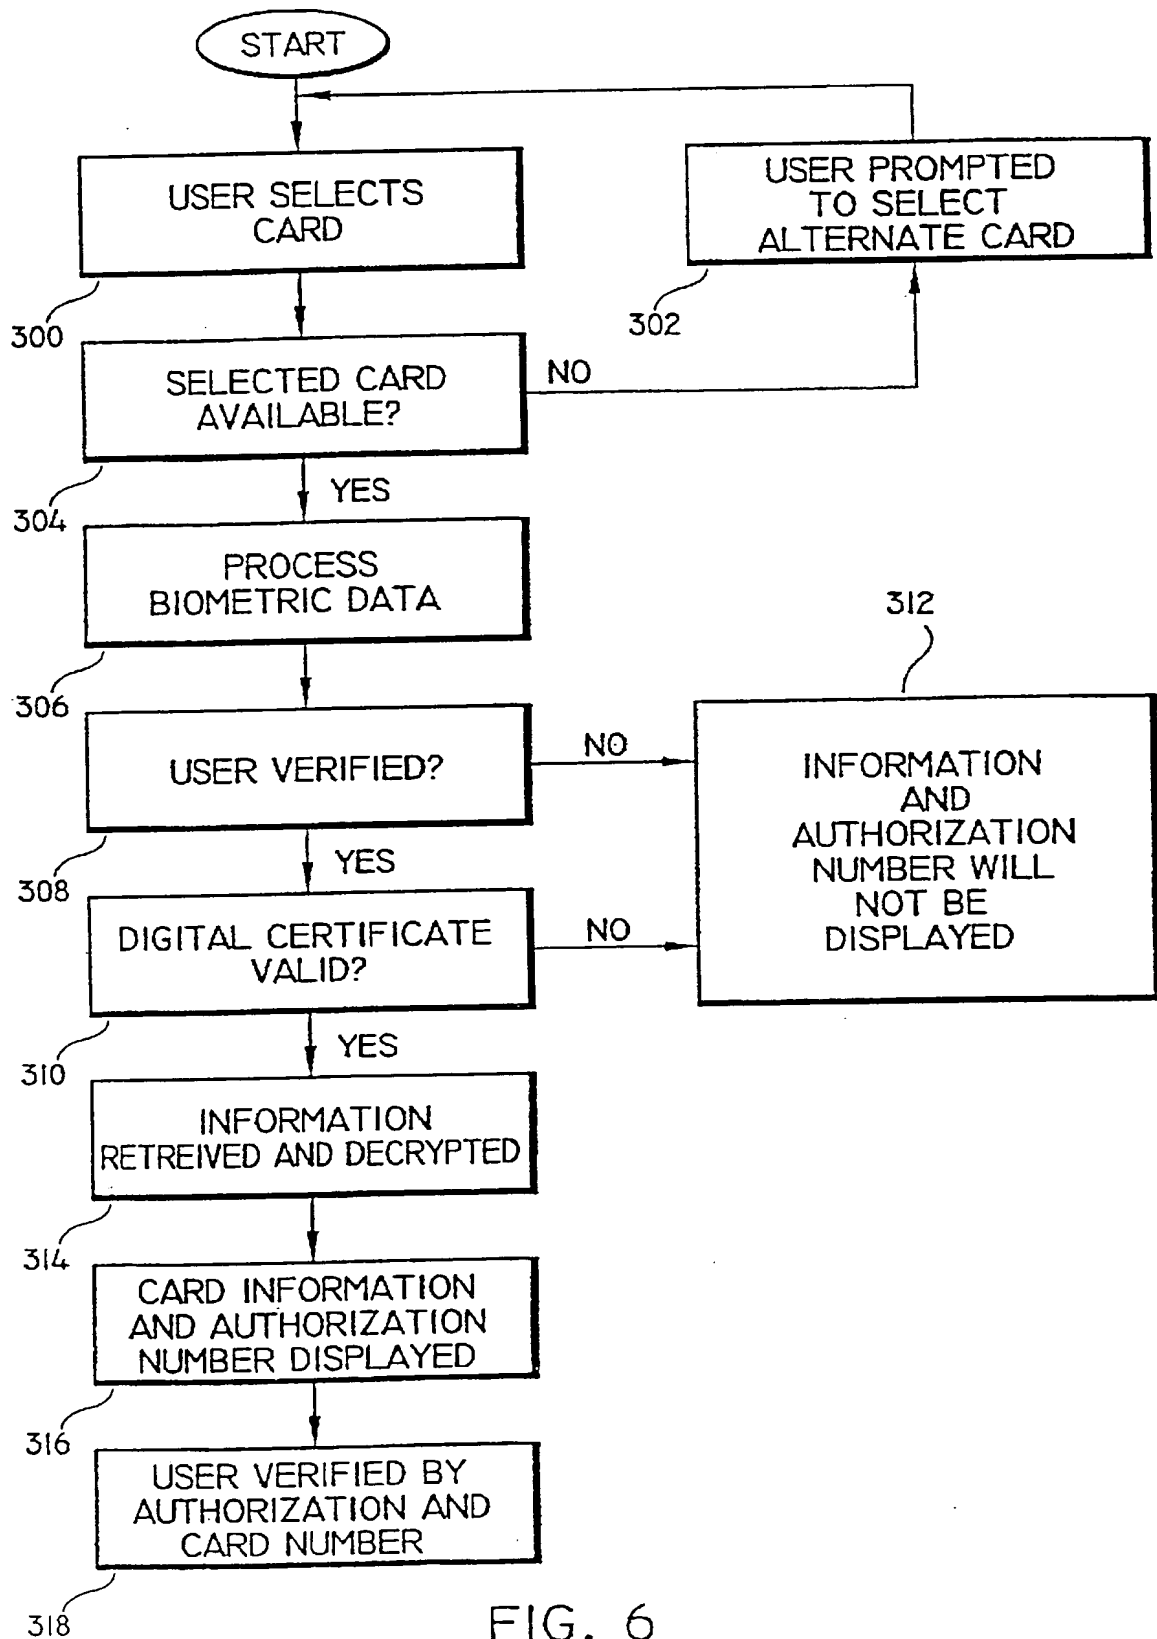 START
USER SELECTS
CARD
300
USER PROMPTED
TO SELECT
ALTERNATE CARD
302
SELECTED CARD
AVAILABLE?
NO
304
YES
PROCESS
BIOMETRIC DATA
306
USER VERIFIED?
NO
308
YES
312
INFORMATION
AND
AUTHORIZATION
NUMBER WILL
NOT BE
DISPLAYED
DIGITAL CERTIFICATE
VALID?
NO
310
YES
INFORMATION
RETREIVED AND DECRYPTED
314
CARD INFORMATION
AND AUTHORIZATION
NUMBER DISPLAYED
316
USER VERIFIED BY
AUTHORIZATION AND
CARD NUMBER
318
FIG. 6